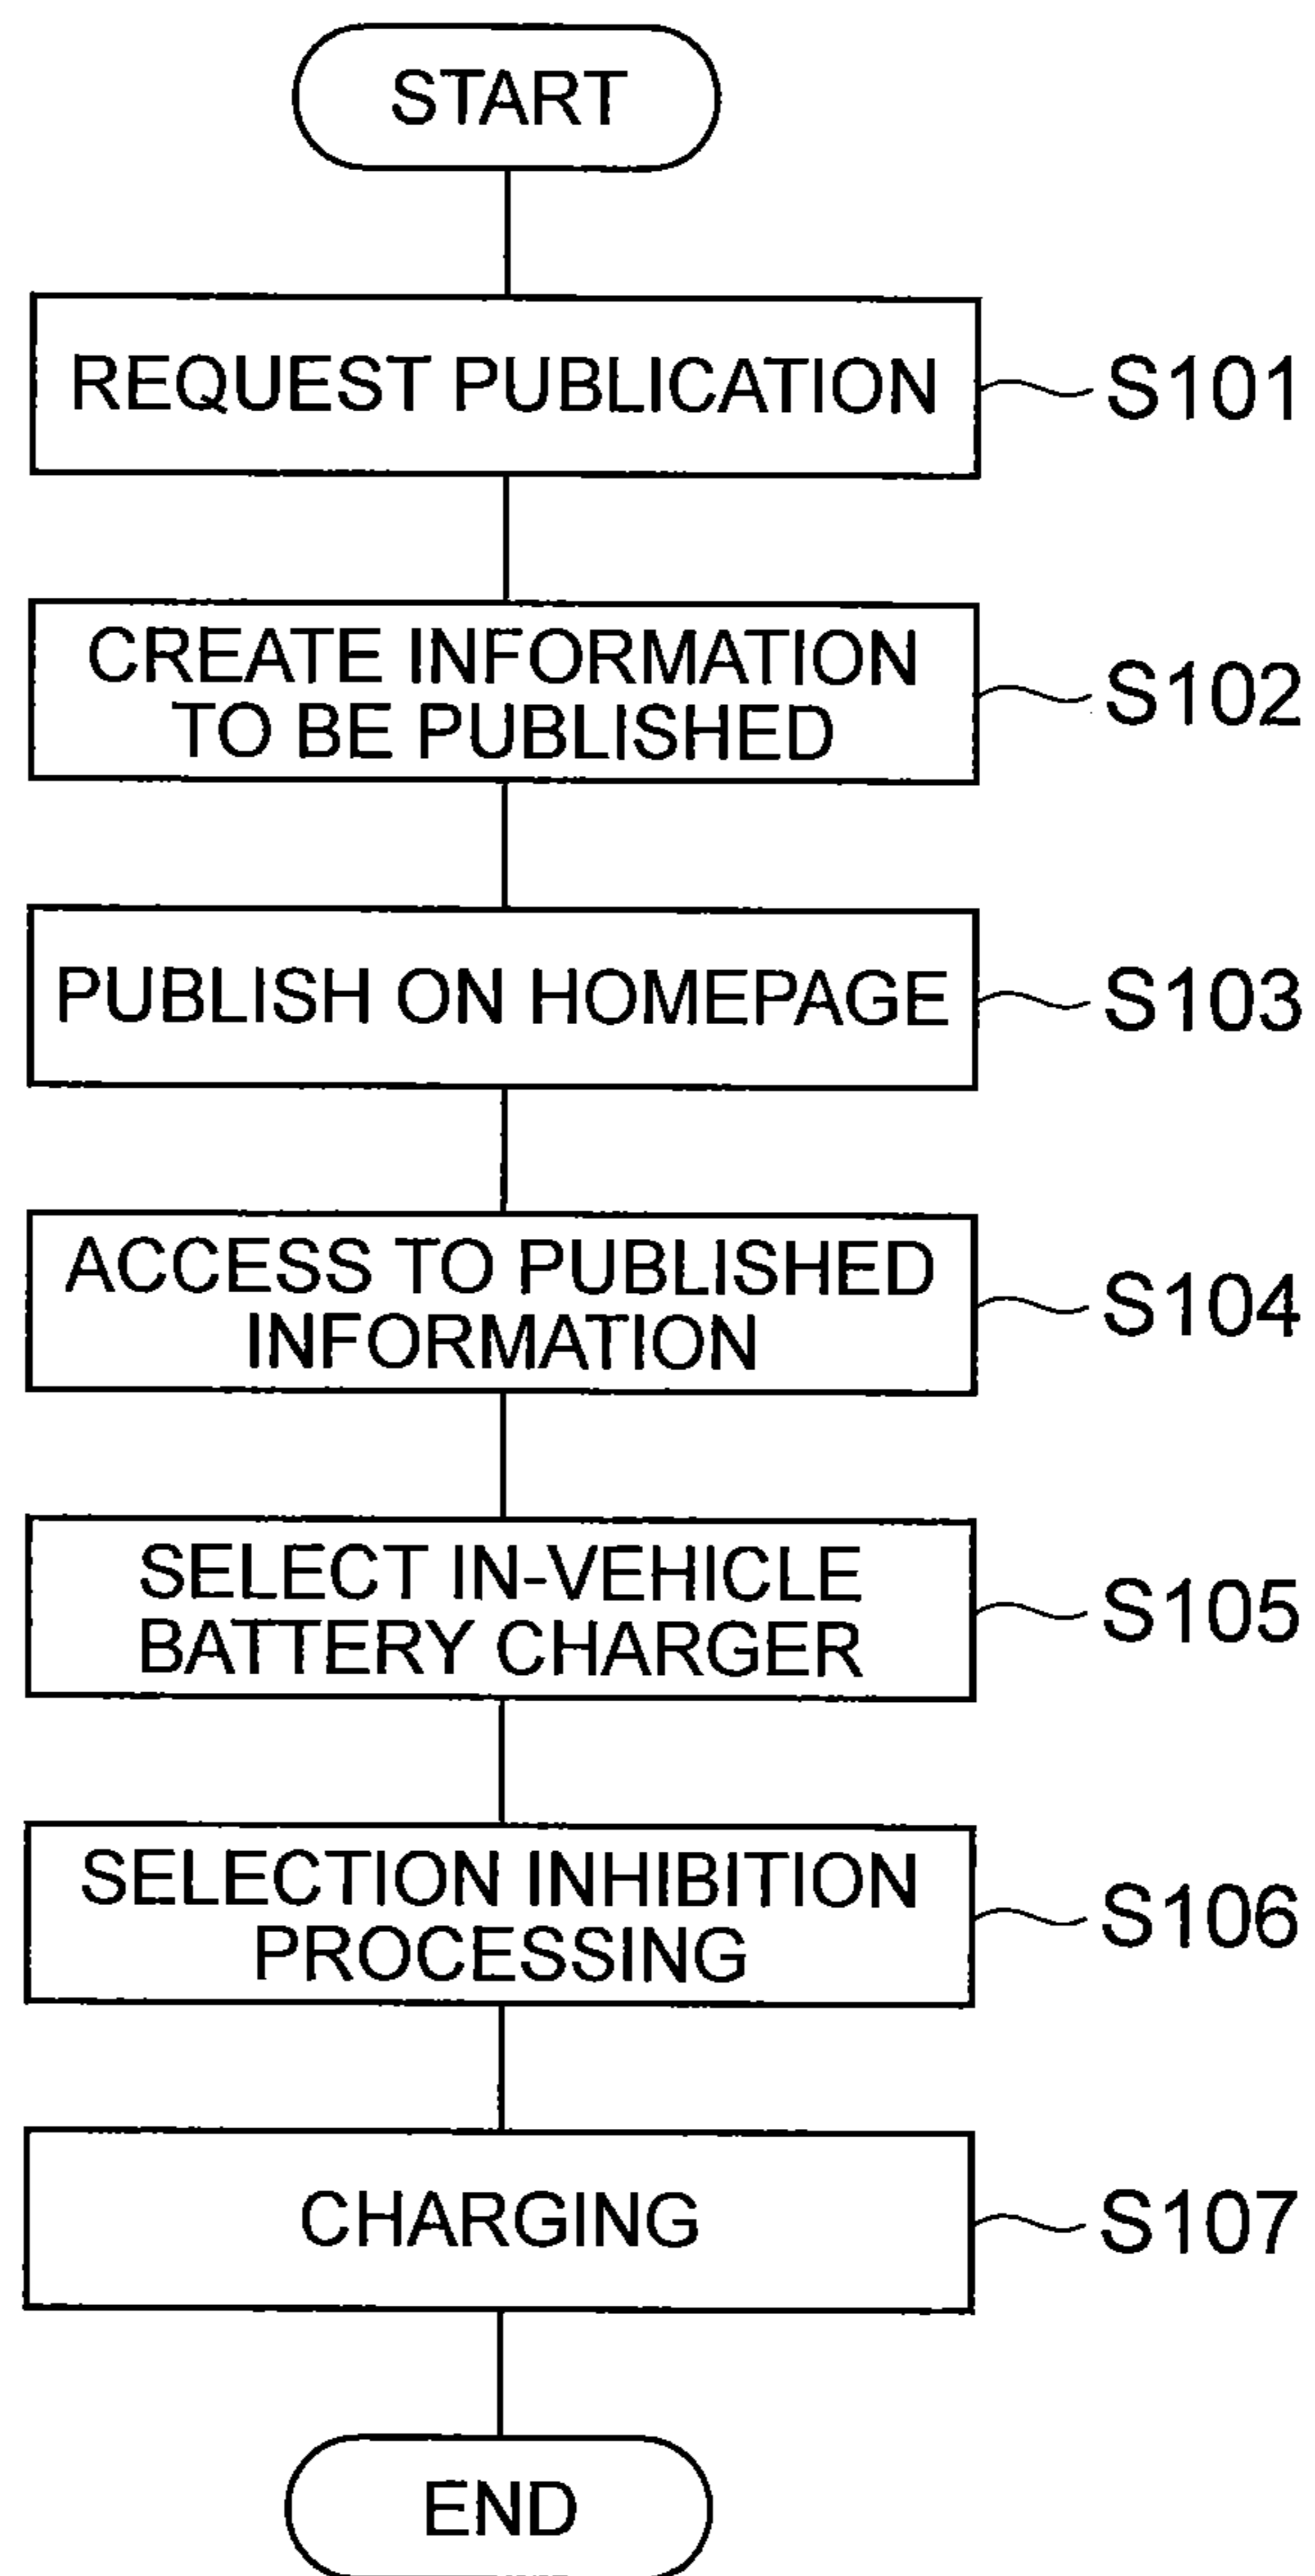 START
REQUEST PUBLICATION
S101
CREATE INFORMATION
TO BE PUBLISHED
S102
PUBLISH ON HOMEPAGE
S103
ACCESS TO PUBLISHED
INFORMATION
S104
SELECT IN-VEHICLE
BATTERY CHARGER
S105
SELECTION INHIBITION
PROCESSING
S106
CHARGING
S107
END